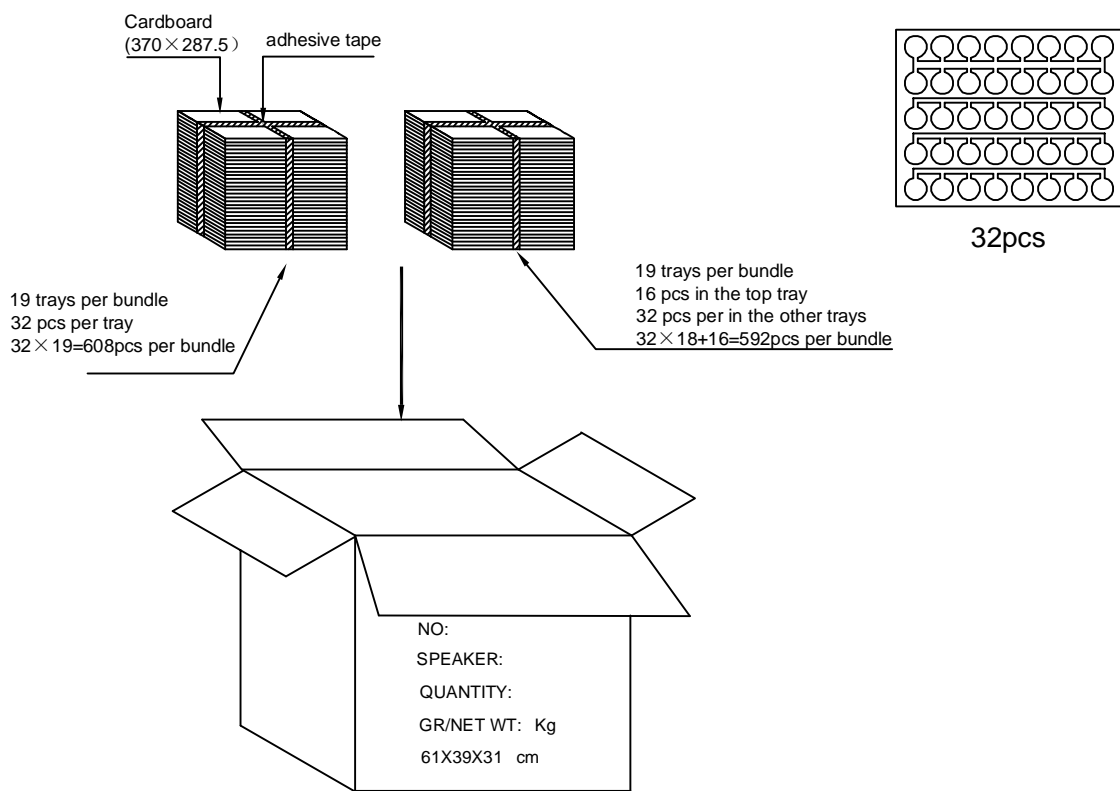 Cardboard
(370×287.5）
adhesive tape
32pcs
19 trays per bundle
32 pcs per tray
32×19=608pcs per bundle
19 trays per bundle
16 pcs in the top tray
32 pcs per in the other trays
32×18+16=592pcs per bundle
NO:
SPEAKER:
QUANTITY:
GR/NET WT: Kg
61X39X31 cm